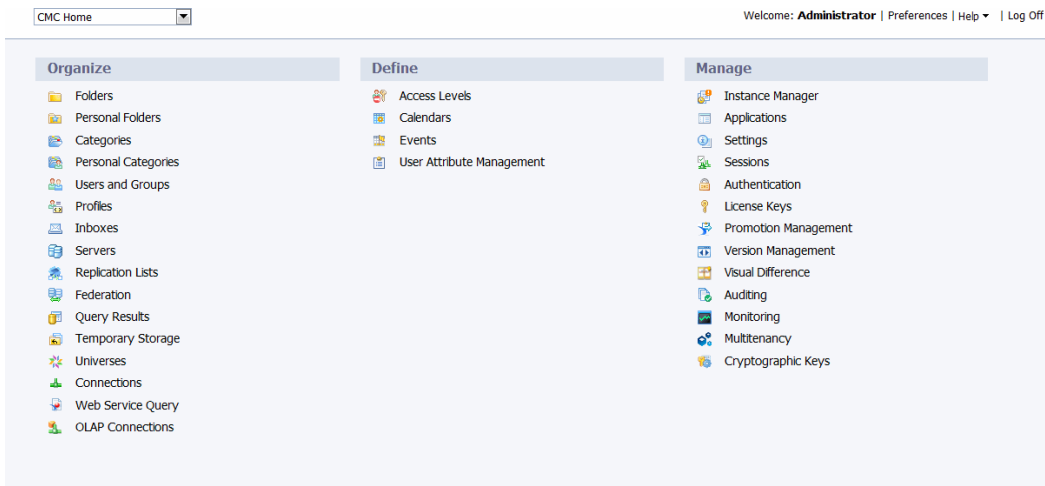 CMC Home
Welcome: Administrator | Preferences | Help | Log Off
Organize
Folders
Personal Folders
Categories
Personal Categories
Users and Groups
Profiles
Inboxes
Servers
Replication Lists
Federation
Query Results
Temporary Storage
Universes
Connections
Web Service Query
OLAP Connections
Define
Access Levels
Calendars
Events
User Attribute Management
Manage
Instance Manager
Applications
Settings
Sessions
Authentication
License Keys
Promotion Management
Version Management
Visual Difference
Auditing
Monitoring
Multitenancy
Cryptographic Keys